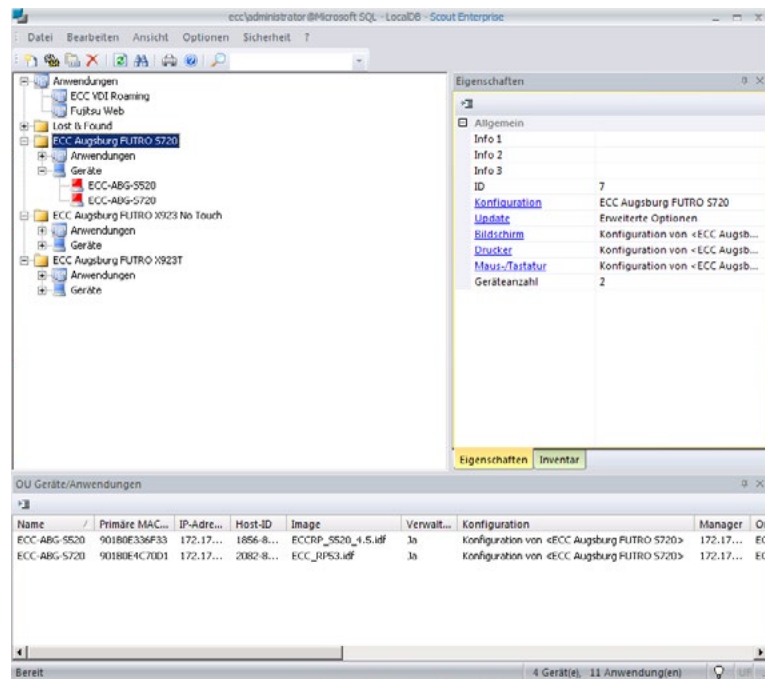 ecc\administrator@Microsoft SQL - LocalDB - Scout Enterprise
Datei Bearbeiten Ansicht Optionen Sicherheit ?
Anwendungen
ECC VDI Roaming
Fujitsu Web
Lost & Found
ECC Augsburg FUTRO S720
Anwendungen
Geräte
ECC-ABG-S520
ECC-ABG-S720
ECC Augsburg FUTRO X923 No Touch
Anwendungen
Geräte
ECC Augsburg FUTRO X923T
Anwendungen
Geräte
Eigenschaften
Allgemein
Info 1
Info 2
Info 3
ID 7
Konfiguration ECC Augsburg FUTRO S720
Update Erweiterte Optionen
Bildschirm Konfiguration von <ECC Augsb...
Drucker Konfiguration von <ECC Augsb...
Maus-/Tastatur Konfiguration von <ECC Augsb...
Geräteanzahl 2
Eigenschaften Inventar
OU Geräte/Anwendungen
Name Primäre MAC... IP-Adre... Host-ID Image Verwalt... Konfiguration Manager
ECC-ABG-S520 901B0E336F33 172.17... 1856-8... ECCRP_S520_4.5.idf Ja Konfiguration von <ECC Augsburg FUTRO S720> 172.17...
ECC-ABG-S720 901B0E4C70D1 172.17... 2082-8... ECC_RP53.idf Ja Konfiguration von <ECC Augsburg FUTRO S720> 172.17...
Bereit 4 Gerät(e), 11 Anwendung(en) UF